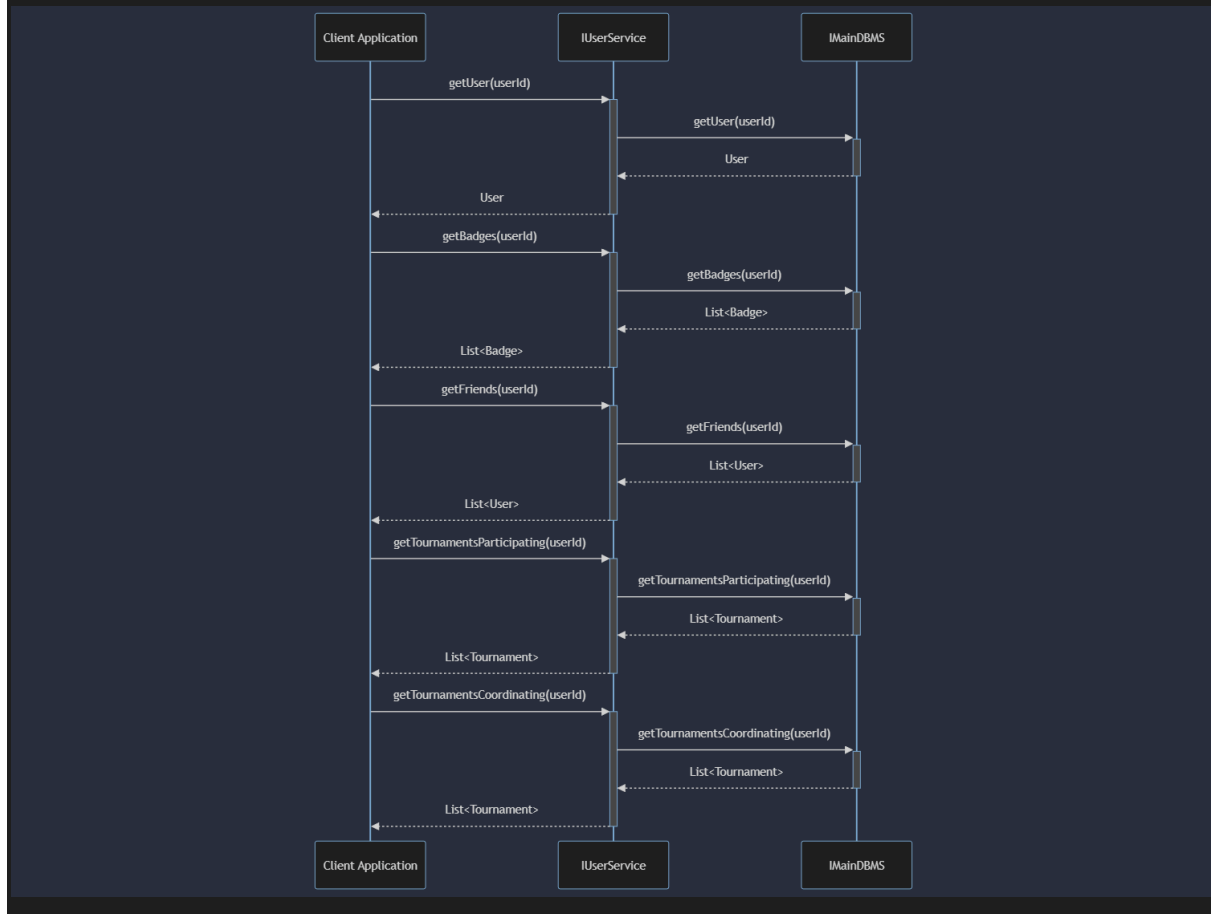 Client Application
IUserService
IMainDBMS
getUser(userId)
getUser(userId)
User
User
getBadges(userId)
getBadges(userId)
List<Badge>
List<Badge>
getFriends(userId)
getFriends(userId)
List<User>
List<User>
getTournamentsParticipating(userId)
getTournamentsParticipating(userId)
List<Tournament>
List<Tournament>
getTournamentsCoordinating(userId)
getTournamentsCoordinating(userId)
List<Tournament>
List<Tournament>
Client Application
IUserService
IMainDBMS